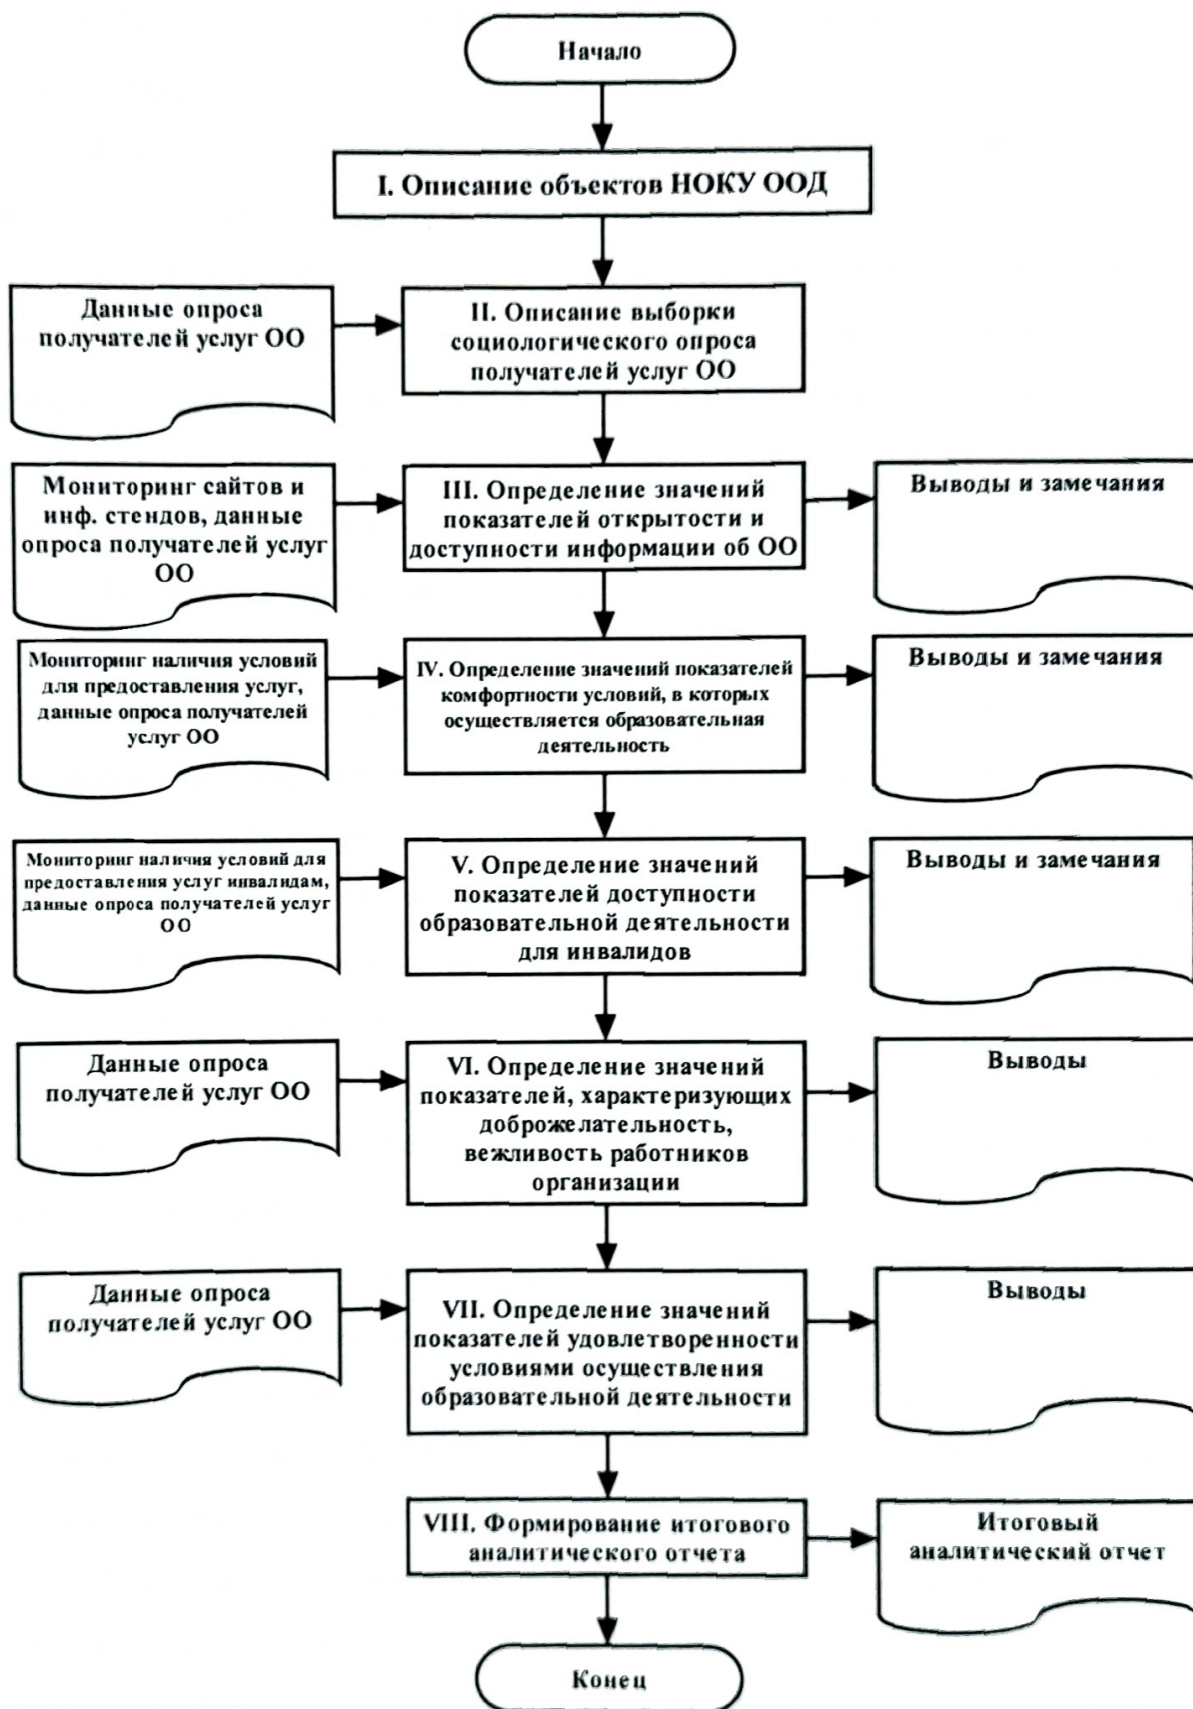 Начало
I. Описание объектов НОКУ ООД
Данные опроса
получателей услуг ОО
II. Описание выборки
социологического опроса
получателей услуг ОО
Мониторинг сайтов и
инф. стендов, данные
опроса получателей услуг
ОО
III. Определение значений
показателей открытости и
доступности информации об ОО
Выводы и замечания
Мониторинг наличия условий
для предоставления услуг,
данные опроса получателей
услуг ОО
IV. Определение значений показателей
комфортности условий, в которых
осуществляется образовательная
деятельность
Выводы и замечания
Мониторинг наличия условий для
предоставления услуг инвалидам,
данные опроса получателей услуг
ОО
V. Определение значений
показателей доступности
образовательной деятельности
для инвалидов
Выводы и замечания
Данные опроса
получателей услуг ОО
VI. Определение значений
показателей, характеризующих
доброжелательность,
вежливость работников
организации
Выводы
Данные опроса
получателей услуг ОО
VII. Определение значений
показателей удовлетворенности
условиями осуществления
образовательной деятельности
Выводы
VIII. Формирование итогового
аналитического отчета
Итоговый
аналитический отчет
Конец